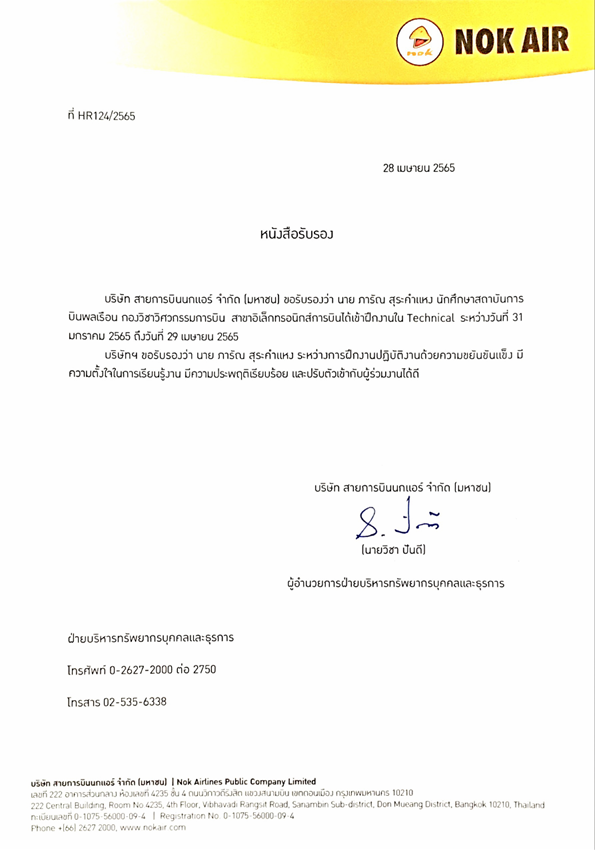 nok
NOK AIR
ที่ HR124/2565
28 เมษายน 2565
หนังสือรับรอง
บริษัท สายการบินนกแอร์ จำกัด (มหาชน) ขอรับรองว่า นาย ภาริณ สุระคำแหง นักศึกษาสถาบันการ
บินพลเรือน กองวิชาวิศวกรรมการบิน สาขาอิเล็กทรอนิกส์การบินได้เข้าฝึกงานใน Technical ระหว่างวันที่ 31
มกราคม 2565 ถึงวันที่ 29 เมษายน 2565
บริษัทฯ ขอรับรองว่า นาย ภาริณ สุระคำแหง ระหว่างการฝึกงานปฏิบัติงานด้วยความขยันขันแข็ง มี
ความตั้งใจในการเรียนรู้งาน มีความประพฤติเรียบร้อย และปรับตัวเข้ากับผู้ร่วมงานได้ดี
บริษัท สายการบินนกแอร์ จำกัด (มหาชน)
(นายวิชา ปันดี)
ผู้อำนวยการฝ่ายบริหารทรัพยากรบุคคลและธุรการ
ฝ่ายบริหารทรัพยากรบุคคลและธุรการ
โทรศัพท์ 0-2627-2000 ต่อ 2750
โทรสาร 02-535-6338
บริษัท สายการบินนกแอร์ จำกัด (มหาชน) | Nok Airlines Public Company Limited
เลขที่ 222 อาคารส่วนกลาง ห้องเลขที่ 4235 ชั้น 4 ถนนวิภาวดีรังสิต แขวงสนามบิน เขตดอนเมือง กรุงเทพมหานคร 10210
222 Central Building, Room No.4235, 4th Floor, Vibhavadi Rangsit Road, Sanambin Sub-district, Don Mueang District, Bangkok 10210, Thailand
ทะเบียนเลขที่ 0-1075-56000-09-4 | Registration No. 0-1075-56000-09-4
Phone +(66) 2627 2000, www.nokair.com